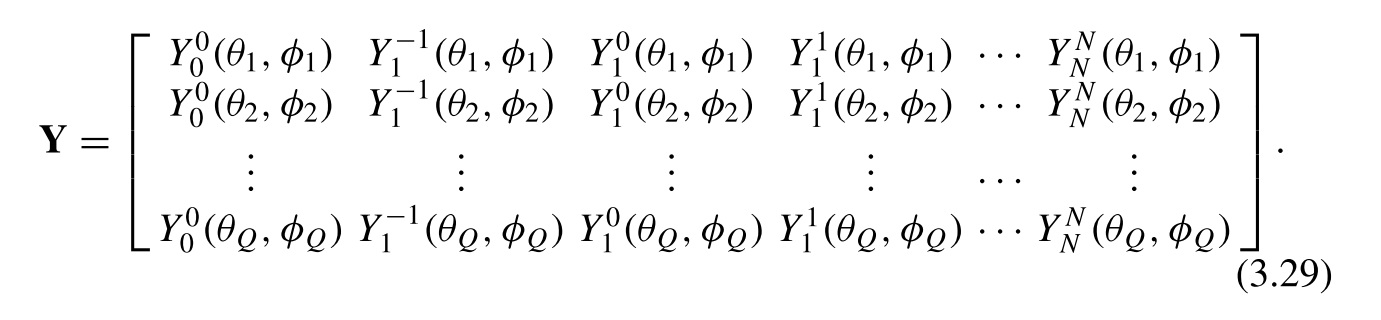 Y = [ Y_0^0(θ_1, ϕ_1) Y_1^{-1}(θ_1, ϕ_1) Y_1^0(θ_1, ϕ_1) Y_1^1(θ_1, ϕ_1) ⋯ Y_N^N(θ_1, ϕ_1)
Y_0^0(θ_2, ϕ_2) Y_1^{-1}(θ_2, ϕ_2) Y_1^0(θ_2, ϕ_2) Y_1^1(θ_2, ϕ_2) ⋯ Y_N^N(θ_2, ϕ_2)
⋮ ⋮ ⋮ ⋮ ⋯ ⋮
Y_0^0(θ_Q, ϕ_Q) Y_1^{-1}(θ_Q, ϕ_Q) Y_1^0(θ_Q, ϕ_Q) Y_1^1(θ_Q, ϕ_Q) ⋯ Y_N^N(θ_Q, ϕ_Q) ] .
(3.29)